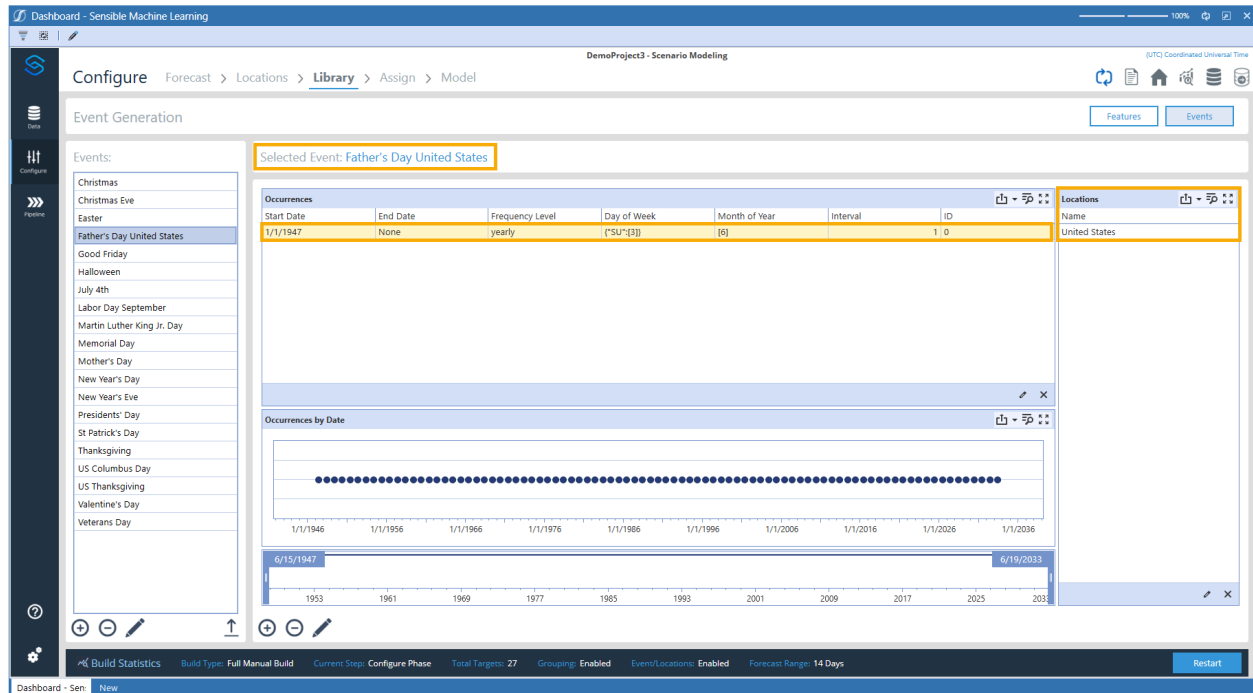 Dashboard - Sensible Machine Learning
100%
DemoProject3 - Scenario Modeling
(UTC) Coordinated Universal Time
Configure Forecast > Locations > Library > Assign > Model
Data
Configure
Pipeline
Event Generation
Features
Events
Events:
Christmas
Christmas Eve
Easter
Father's Day United States
Good Friday
Halloween
July 4th
Labor Day September
Martin Luther King Jr. Day
Memorial Day
Mother's Day
New Year's Day
New Year's Eve
Presidents' Day
St Patrick's Day
Thanksgiving
US Columbus Day
US Thanksgiving
Valentine's Day
Veterans Day
Selected Event: Father's Day United States
Occurrences
Start Date End Date Frequency Level Day of Week Month of Year Interval ID
1/1/1947 None yearly {"SU":[3]} [6] 1 0
Locations
Name
United States
Occurrences by Date
1/1/1946 1/1/1956 1/1/1966 1/1/1976 1/1/1986 1/1/1996 1/1/2006 1/1/2016 1/1/2026 1/1/2036
6/15/1947 6/19/2033
1953 1961 1969 1977 1985 1993 2001 2009 2017 2025
Build Statistics Build Type: Full Manual Build Current Step: Configure Phase Total Targets: 27 Grouping: Enabled Event/Locations: Enabled Forecast Range: 14 Days Restart
Dashboard - Sen: New